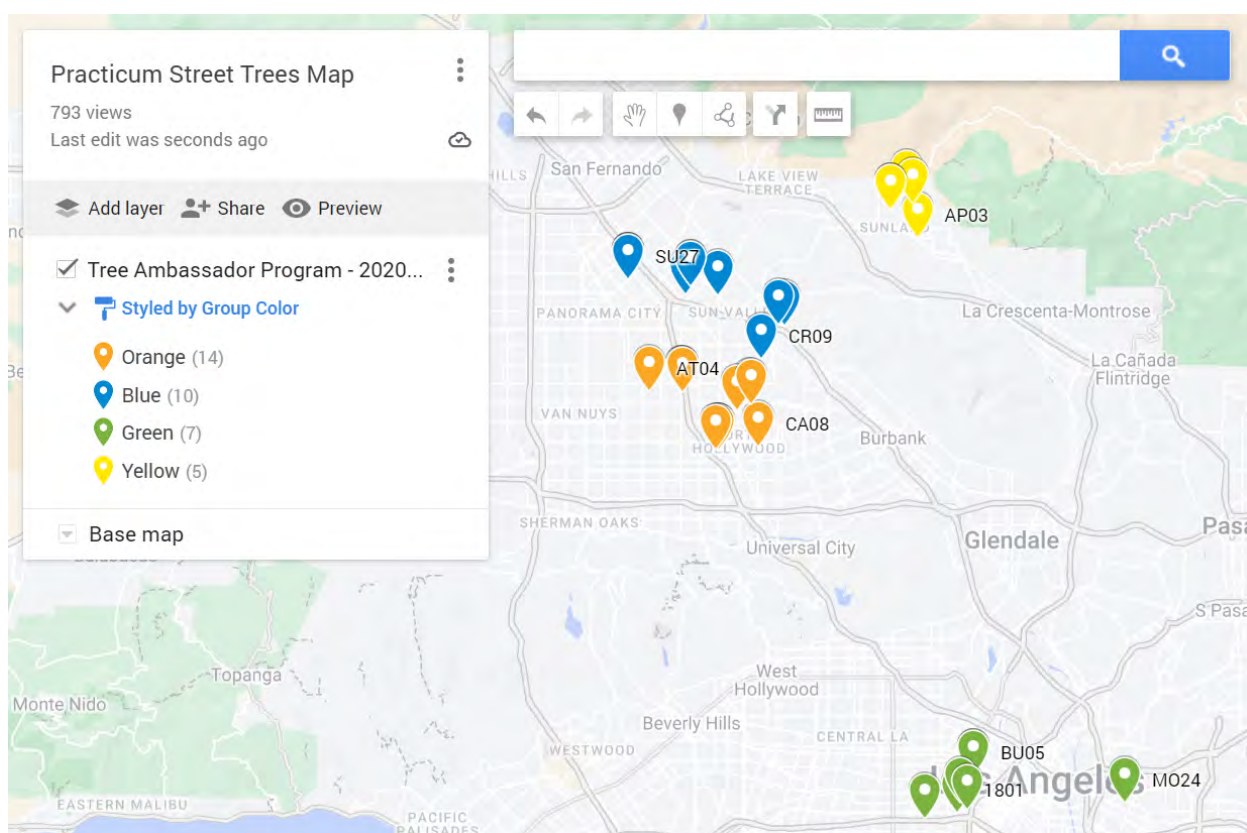 Practicum Street Trees Map
793 views
Last edit was seconds ago
Add layer Share Preview
Tree Ambassador Program - 2020...
Styled by Group Color
Orange (14)
Blue (10)
Green (7)
Yellow (5)
Base map
San Fernando
LAKE VIEW
TERRACE
AP03
SU27
PANORAMA CITY
La Crescenta-Montrose
CR09
La Cañada
Flintridge
AT04
VAN NUYS
CA08
HOLLYWOOD
Burbank
SHERMAN OAKS
Universal City
Glendale
Pasa
S Pasa
Topanga
West
Hollywood
Monte Nido
Beverly Hills
CENTRAL LA
WESTWOOD
BU05
1801
MO24
EASTERN MALIBU
PACIFIC
PALISADES